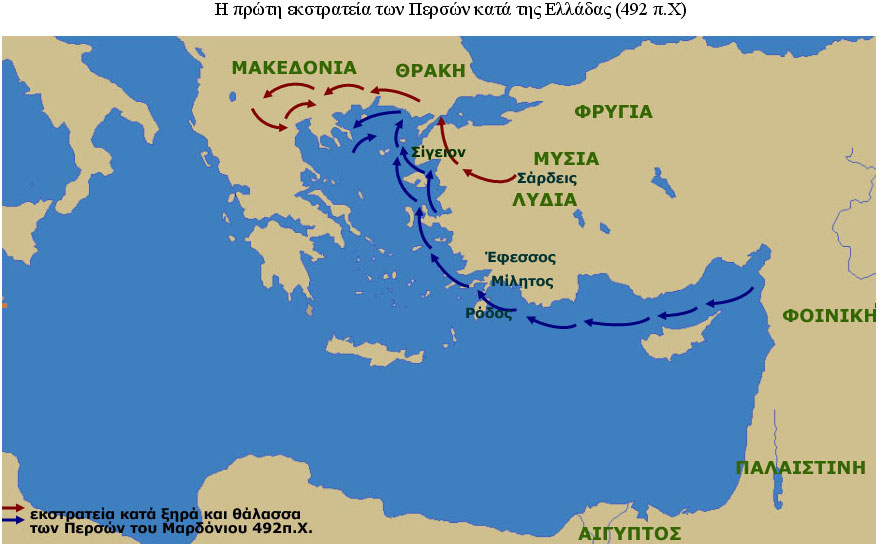 Η πρώτη εκστρατεία των Περσών κατά της Ελλάδας (492 π.Χ)
ΜΑΚΕΔΟΝΙΑ
ΘΡΑΚΗ
ΦΡΥΓΙΑ
Σίγειον
ΜΥΣΙΑ
Σάρδεις
ΛΥΔΙΑ
Έφεσσος
Μίλητος
Ρόδος
ΦΟΙΝΙΚΗ
ΠΑΛΑΙΣΤΙΝΗ
εκστρατεία κατά ξηρά και θάλασσα
των Περσών του Μαρδόνιου 492π.Χ.
ΑΙΓΥΠΤΟΣ